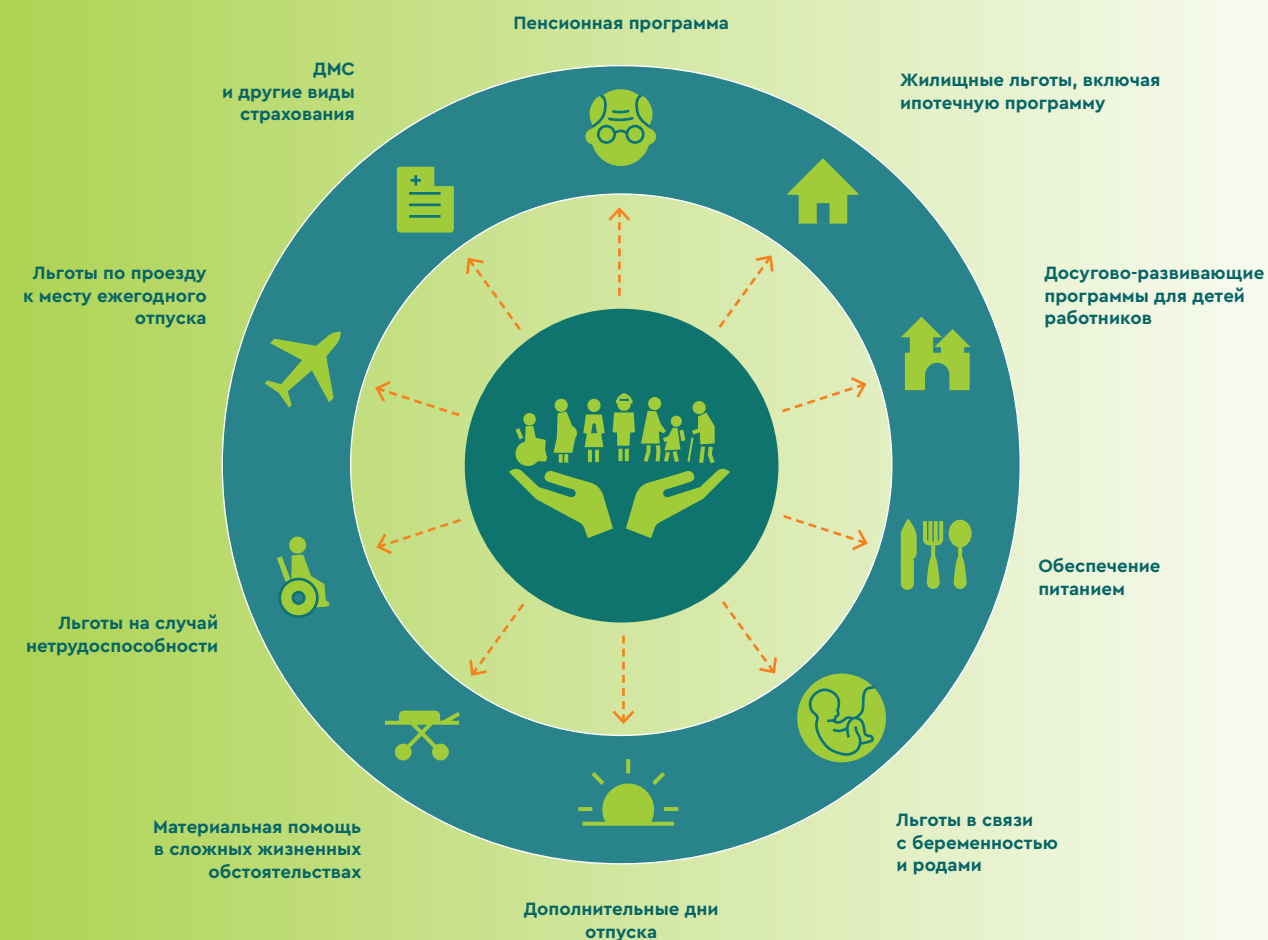 Пенсионная программа
ДМС
и другие виды
страхования
Жилищные льготы, включая
ипотечную программу
Льготы по проезду
к месту ежегодного
отпуска
Досугово-развивающие
программы для детей
работников
Обеспечение
питанием
Льготы на случай
нетрудоспособности
Материальная помощь
в сложных жизненных
обстоятельствах
Льготы в связи
с беременностью
и родами
Дополнительные дни
отпуска